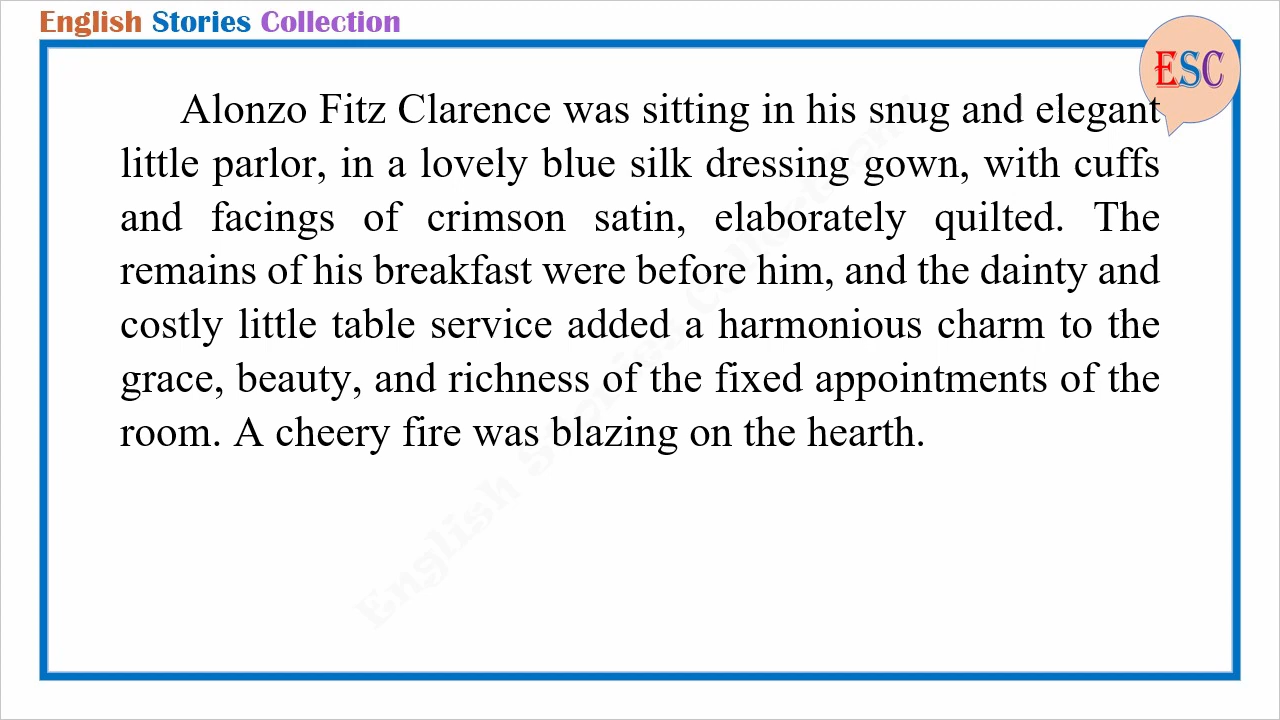 English Stories Collection
ESC
Alonzo Fitz Clarence was sitting in his snug and elegant
little parlor, in a lovely blue silk dressing gown, with cuffs
and facings of crimson satin, elaborately quilted. The
remains of his breakfast were before him, and the dainty and
costly little table service added a harmonious charm to the
grace, beauty, and richness of the fixed appointments of the
room. A cheery fire was blazing on the hearth.
English Stories Collection